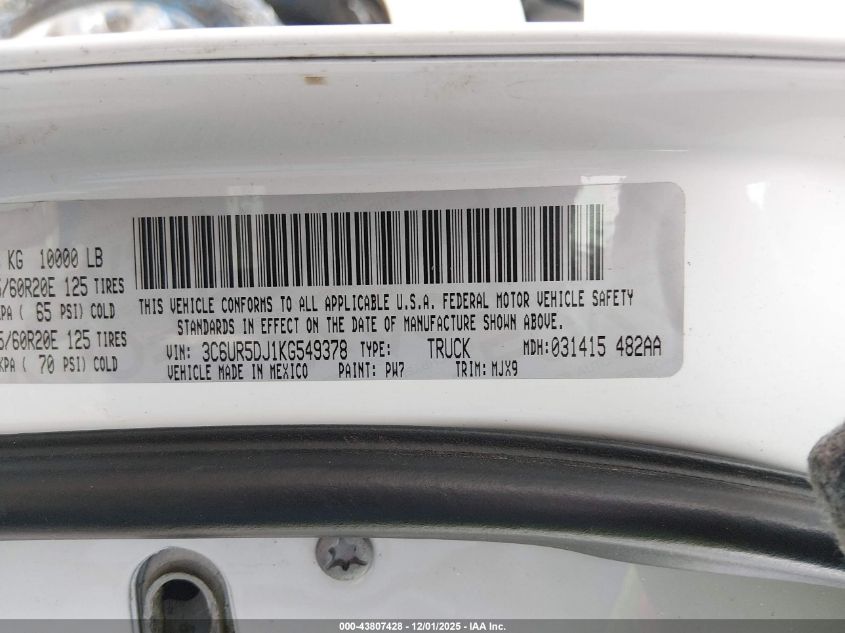 KG 10000 LB
/60R20E 125 TIRES
KPA ( 65 PSI) COLD
5/60R20E 125 TIRES
KPA ( 70 PSI) COLD
THIS VEHICLE CONFORMS TO ALL APPLICABLE U.S.A. FEDERAL MOTOR VEHICLE SAFETY
STANDARDS IN EFFECT ON THE DATE OF MANUFACTURE SHOWN ABOVE.
VIN: 3C6UR5DJ1KG549378 TYPE: TRUCK MDH:031415 482AA
VEHICLE MADE IN MEXICO PAINT: PW7 TRIM: MJX9
000-43807428 - 12/01/2025 - IAA Inc.